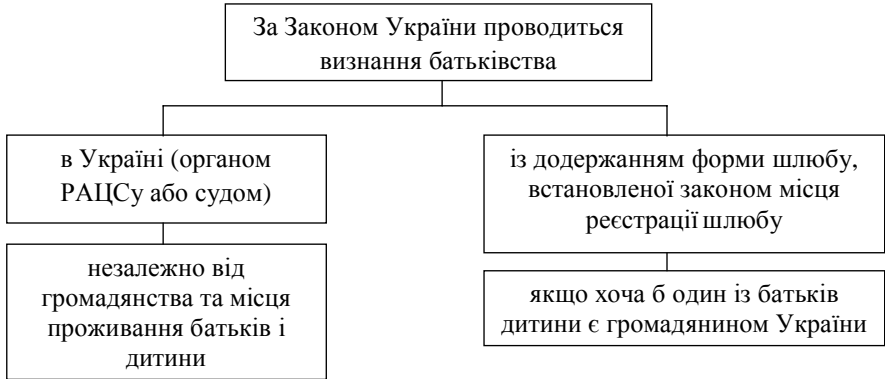 За Законом України проводиться
визнання батьківства
в Україні (органом
РАЦСу або судом)
незалежно від
громадянства та місця
проживання батьків і
дитини
із додержанням форми шлюбу,
встановленої законом місця
реєстрації шлюбу
якщо хоча б один із батьків
дитини є громадянином України